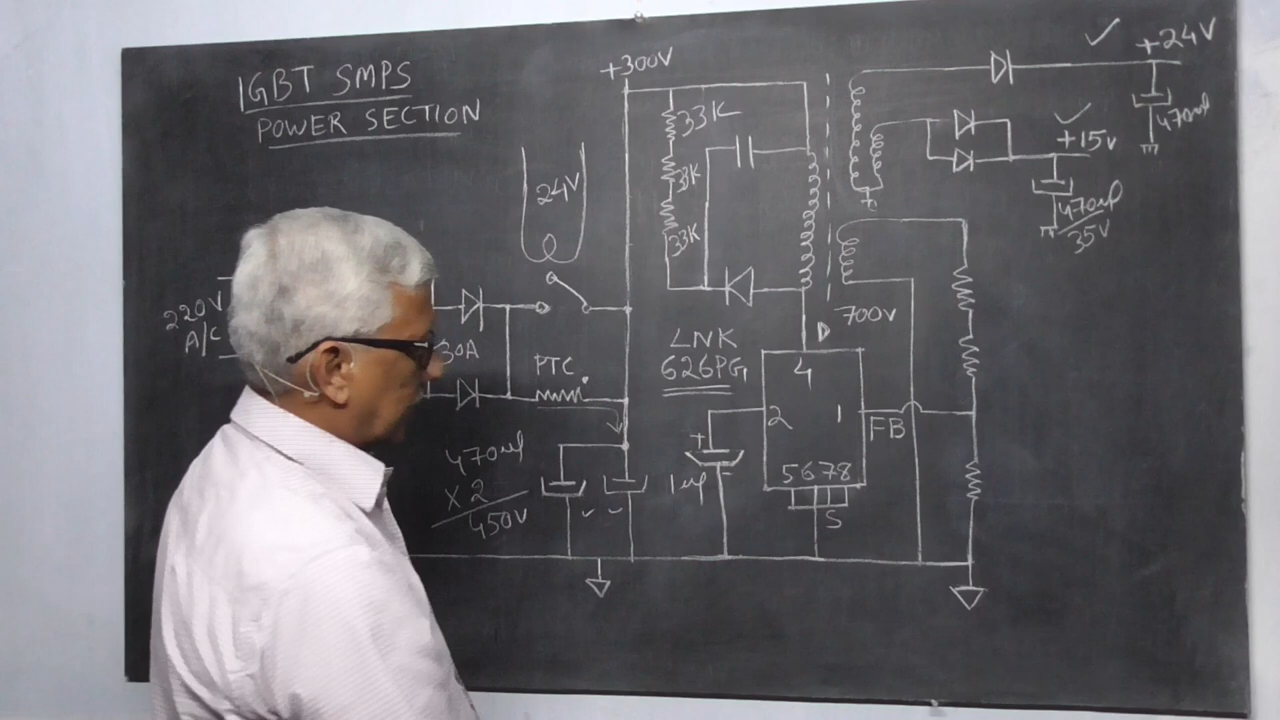 IGBT SMPS
POWER SECTION
+300V
+24V
470uf
+15v
470uf
35V
33K
33K
33K
24V
220V
A/C
30A
PTC
470uf
X 2
450V
700v
LNK
626PG
D
4
2
1
FB
5678
S
+
-
1uf